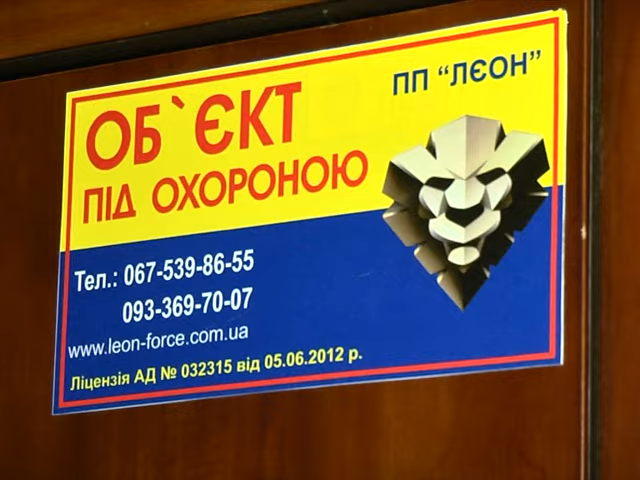 ПП "ЛЄОН"
ОБ`ЄКТ
ПІД ОХОРОНОЮ
Тел.: 067-539-86-55
093-369-70-07
www.leon-force.com.ua
Ліцензія АД № 032315 від 05.06.2012 р.